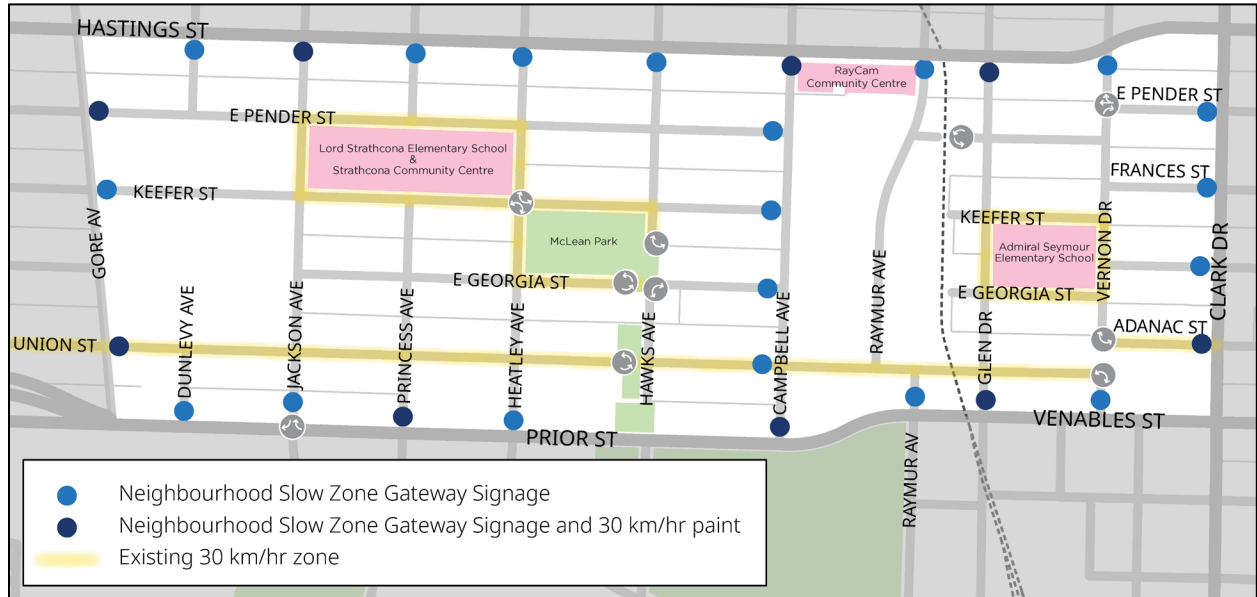 HASTINGS ST
RayCam
Community Centre
E PENDER ST
E PENDER ST
Lord Strathcona Elementary School
&
Strathcona Community Centre
FRANCES ST
KEEFER ST
KEEFER ST
GORE AV
McLean Park
Admiral Seymour
Elementary School
VERNON DR
CLARK DR
E GEORGIA ST
E GEORGIA ST
RAYMUR AVE
DUNLEVY AVE
JACKSON AVE
PRINCESS AVE
HEATLEY AVE
HAWKS AVE
CAMPBELL AVE
GLEN DR
ADANAC ST
UNION ST
VENABLES ST
PRIOR ST
RAYMUR AV
Neighbourhood Slow Zone Gateway Signage
Neighbourhood Slow Zone Gateway Signage and 30 km/hr paint
Existing 30 km/hr zone